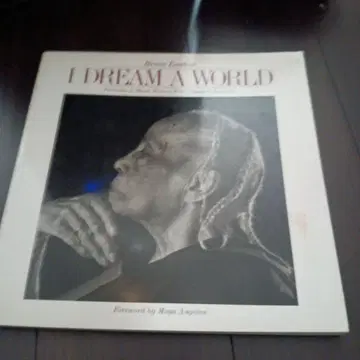 Brian Lanker
I DREAM A WORLD
Foreword by Maya Angelou